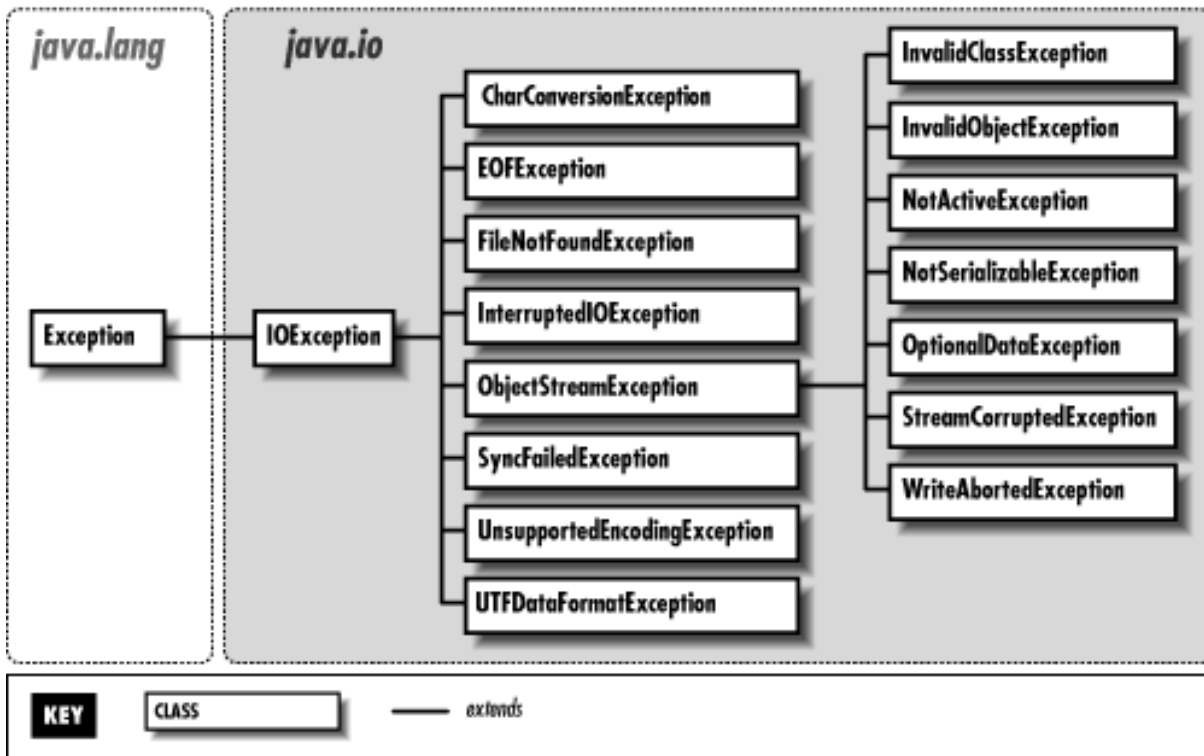 java.lang
java.io
Exception
IOException
CharConversionException
EOFException
FileNotFoundException
InterruptedIOException
ObjectStreamException
SyncFailedException
UnsupportedEncodingException
UTFDataFormatException
InvalidClassException
InvalidObjectException
NotActiveException
NotSerializableException
OptionalDataException
StreamCorruptedException
WriteAbortedException
KEY
CLASS
extends